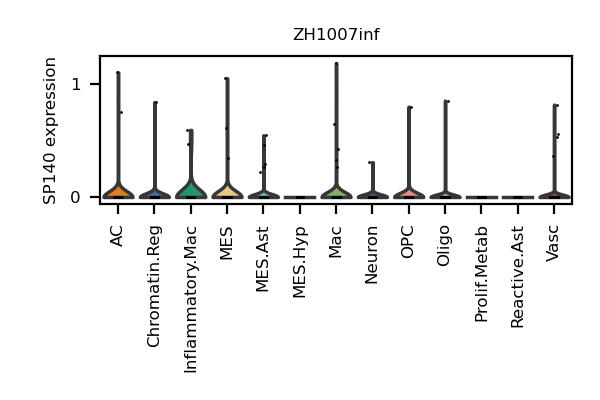 ZH1007inf
SP140 expression
1
0
AC
Chromatin.Reg
Inflammatory.Mac
MES
MES.Ast
MES.Hyp
Mac
Neuron
OPC
Oligo
Prolif.Metab
Reactive.Ast
Vasc